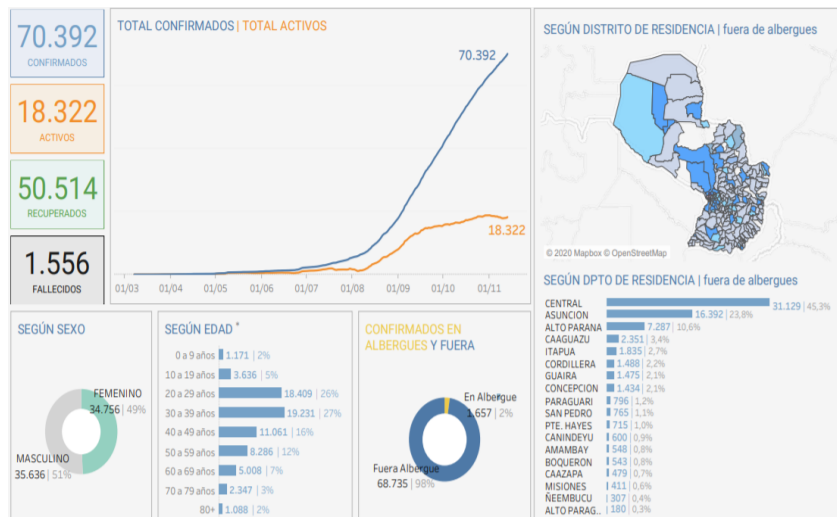 70.392
CONFIRMADOS
18.322
ACTIVOS
50.514
RECUPERADOS
1.556
FALLECIDOS
TOTAL CONFIRMADOS | TOTAL ACTIVOS
70.392
18.322
01/03 01/04 01/05 01/06 01/07 01/08 01/09 01/10 01/11
SEGÚN DISTRITO DE RESIDENCIA | fuera de albergues
© 2020 Mapbox © OpenStreetMap
SEGÚN DPTO DE RESIDENCIA | fuera de albergues
CENTRAL 31.129 | 45,3%
ASUNCION 16.392 | 23,8%
ALTO PARANA 7.287 | 10,6%
CAAGUAZU 2.351 | 3,4%
ITAPUA 1.835 | 2,7%
CORDILLERA 1.488 | 2,2%
GUAIRA 1.475 | 2,1%
CONCEPCION 1.434 | 2,1%
PARAGUARI 796 | 1,2%
SAN PEDRO 765 | 1,1%
PTE. HAYES 715 | 1,0%
CANINDEYU 600 | 0,9%
AMAMBAY 548 | 0,8%
BOQUERON 543 | 0,8%
CAAZAPA 479 | 0,7%
MISIONES 411 | 0,6%
ÑEEMBUCU 307 | 0,4%
ALTO PARAG.. 180 | 0,3%
SEGÚN SEXO
FEMENINO
34.756 | 49%
MASCULINO
35.636 | 51%
SEGÚN EDAD *
0 a 9 años 1.171 | 2%
10 a 19 años 3.636 | 5%
20 a 29 años 18.409 | 26%
30 a 39 años 19.231 | 27%
40 a 49 años 11.061 | 16%
50 a 59 años 8.286 | 12%
60 a 69 años 5.008 | 7%
70 a 79 años 2.347 | 3%
80+ 1.088 | 2%
CONFIRMADOS EN
ALBERGUES Y FUERA
En Albergue
1.657 | 2%
Fuera Albergue
68.735 | 98%